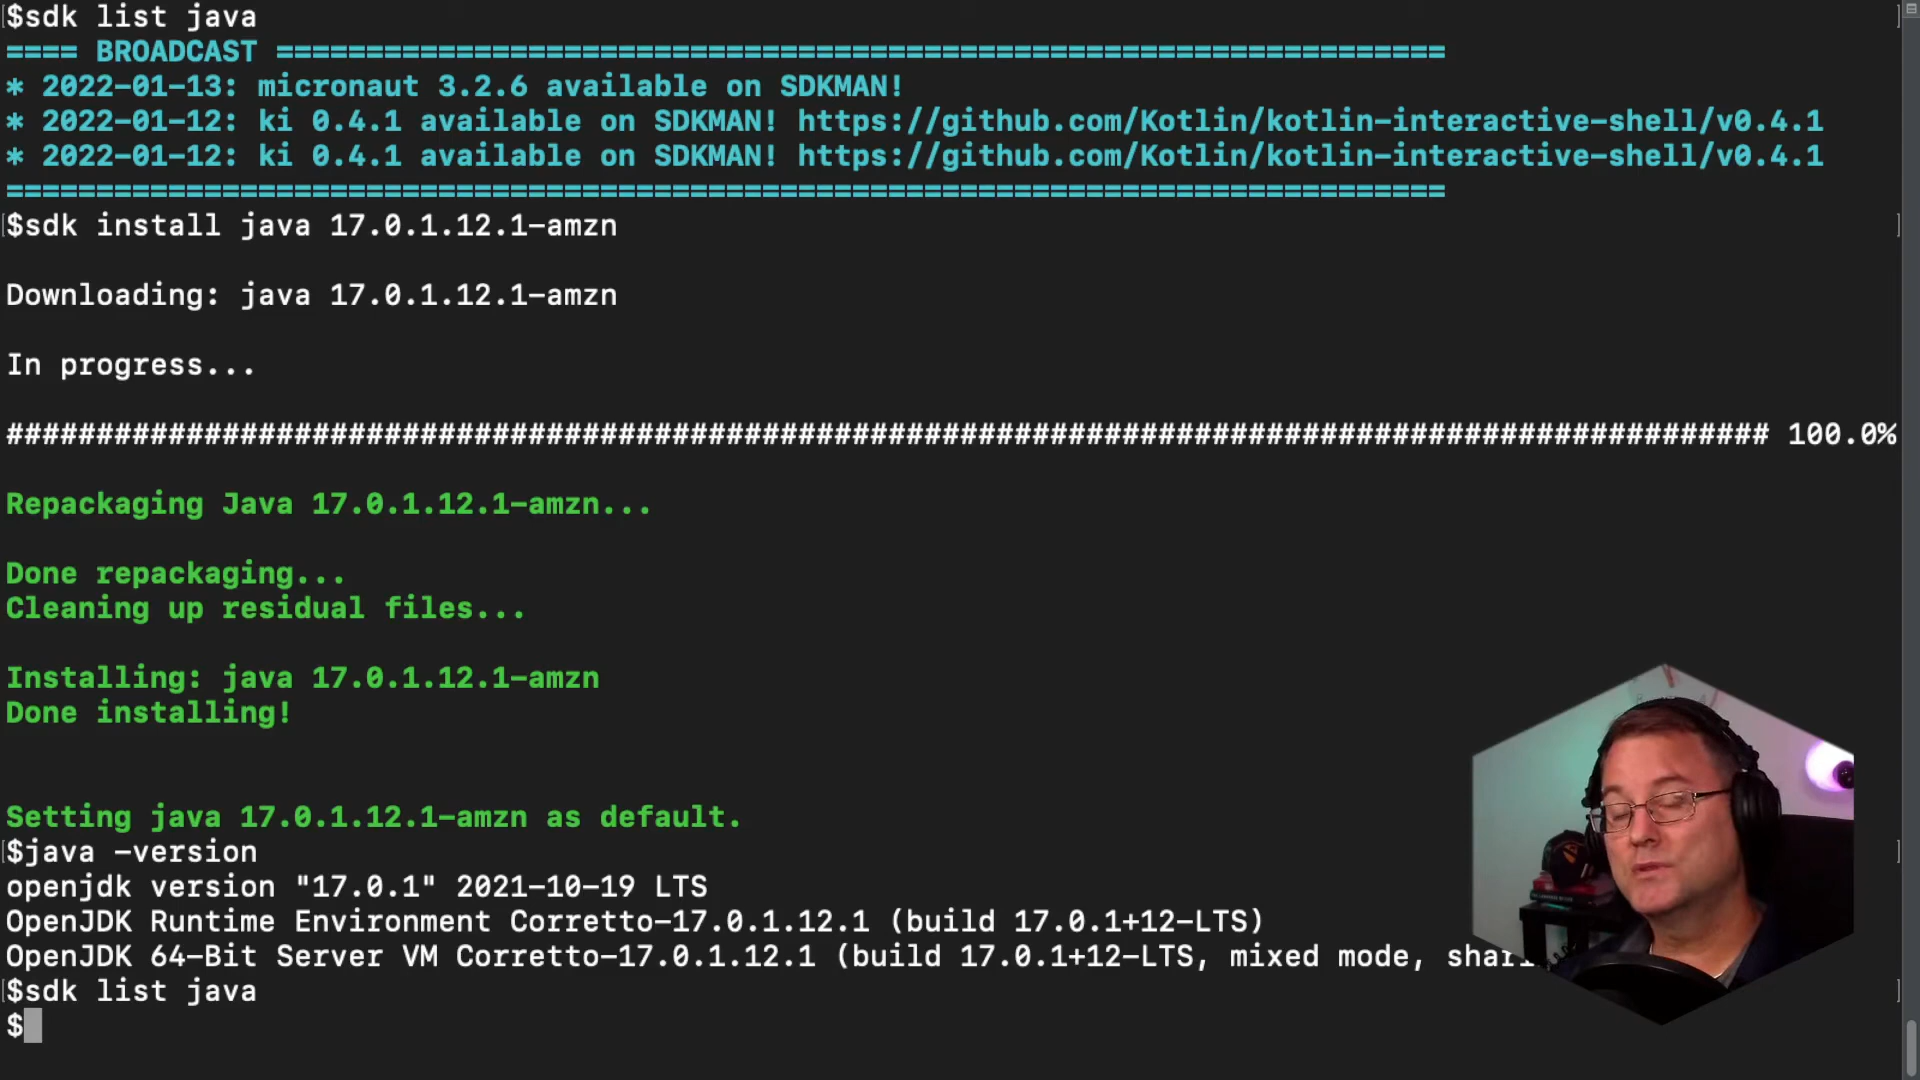 $sdk list java
==== BROADCAST =================================================================
* 2022-01-13: micronaut 3.2.6 available on SDKMAN!
* 2022-01-12: ki 0.4.1 available on SDKMAN! https://github.com/Kotlin/kotlin-interactive-shell/v0.4.1
* 2022-01-12: ki 0.4.1 available on SDKMAN! https://github.com/Kotlin/kotlin-interactive-shell/v0.4.1
================================================================================
$sdk install java 17.0.1.12.1-amzn
Downloading: java 17.0.1.12.1-amzn
In progress...
################################################################################################## 100.0%
Repackaging Java 17.0.1.12.1-amzn...
Done repackaging...
Cleaning up residual files...
Installing: java 17.0.1.12.1-amzn
Done installing!
Setting java 17.0.1.12.1-amzn as default.
$java -version
openjdk version "17.0.1" 2021-10-19 LTS
OpenJDK Runtime Environment Corretto-17.0.1.12.1 (build 17.0.1+12-LTS)
OpenJDK 64-Bit Server VM Corretto-17.0.1.12.1 (build 17.0.1+12-LTS, mixed mode,
$sdk list java
$